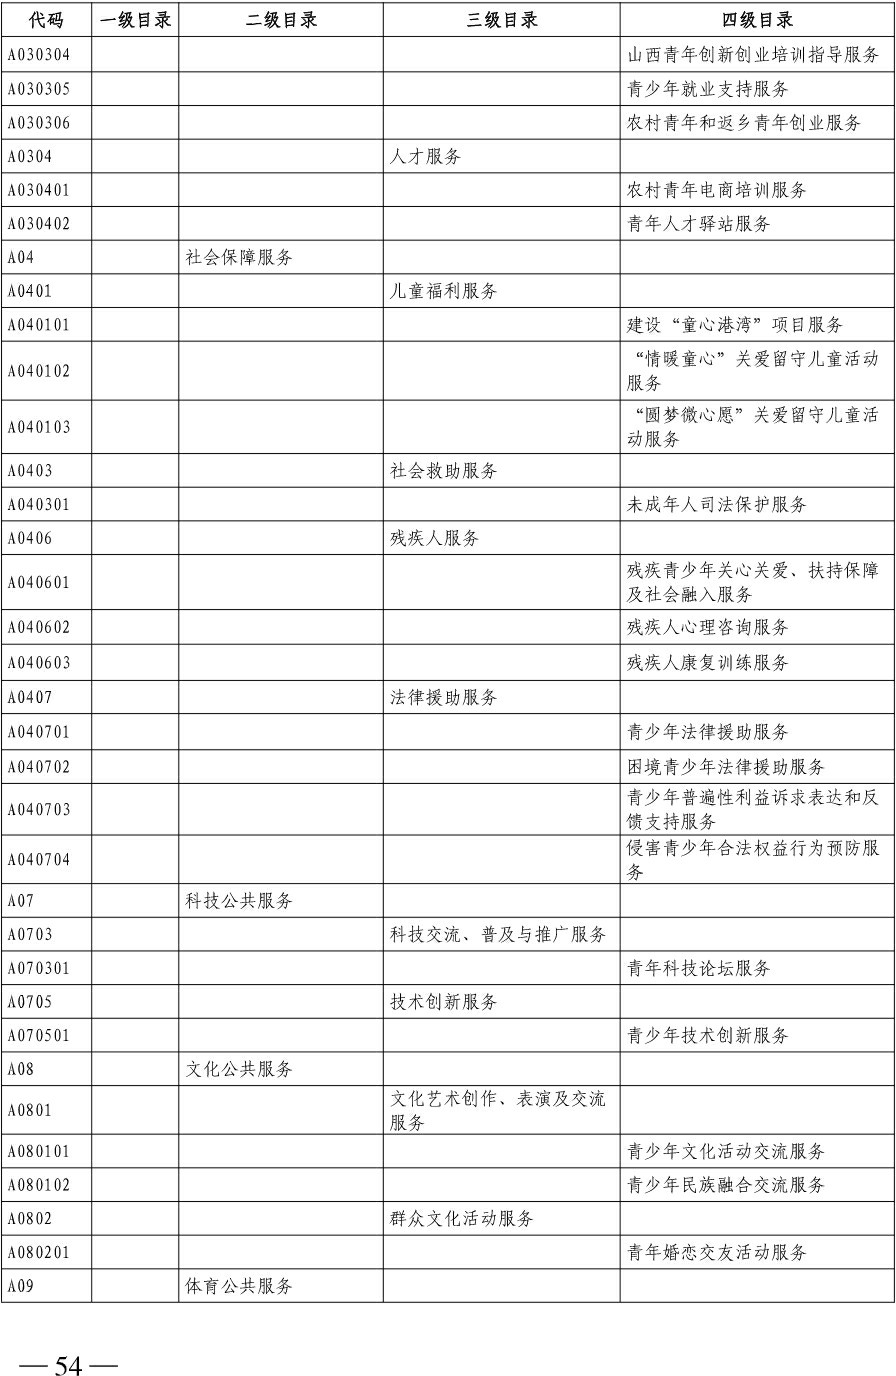 代码 一级目录 二级目录 三级目录 四级目录
A030304 山西青年创新创业培训指导服务
A030305 青少年就业支持服务
A030306 农村青年和返乡青年创业服务
A0304 人才服务
A030401 农村青年电商培训服务
A030402 青年人才驿站服务
A04 社会保障服务
A0401 儿童福利服务
A040101 建设“童心港湾”项目服务
A040102 “情暖童心”关爱留守儿童活动
服务
A040103 “圆梦微心愿”关爱留守儿童活
动服务
A0403 社会救助服务
A040301 未成年人司法保护服务
A0406 残疾人服务
A040601 残疾青少年关心关爱、扶持保障
及社会融入服务
A040602 残疾人心理咨询服务
A040603 残疾人康复训练服务
A0407 法律援助服务
A040701 青少年法律援助服务
A040702 困境青少年法律援助服务
A040703 青少年普遍性利益诉求表达和反
馈支持服务
A040704 侵害青少年合法权益行为预防服
务
A07 科技公共服务
A0703 科技交流、普及与推广服务
A070301 青年科技论坛服务
A0705 技术创新服务
A070501 青少年技术创新服务
A08 文化公共服务
A0801 文化艺术创作、表演及交流
服务
A080101 青少年文化活动交流服务
A080102 青少年民族融合交流服务
A0802 群众文化活动服务
A080201 青年婚恋交友活动服务
A09 体育公共服务
— 54 —